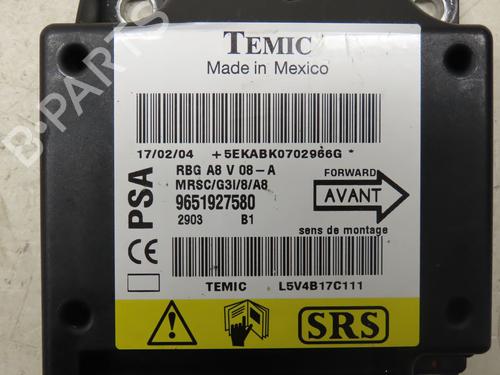 TEMIC
Made in Mexico
17/02/04 +5EKABK0702966G *
RBG A8 V 08-A
MRSC/G3I/8/A8
9651927580
2903 B1
PSA
FORWARD
AVANT
sens de montage
TEMIC L5V4B17C111
SRS
B-PARTS